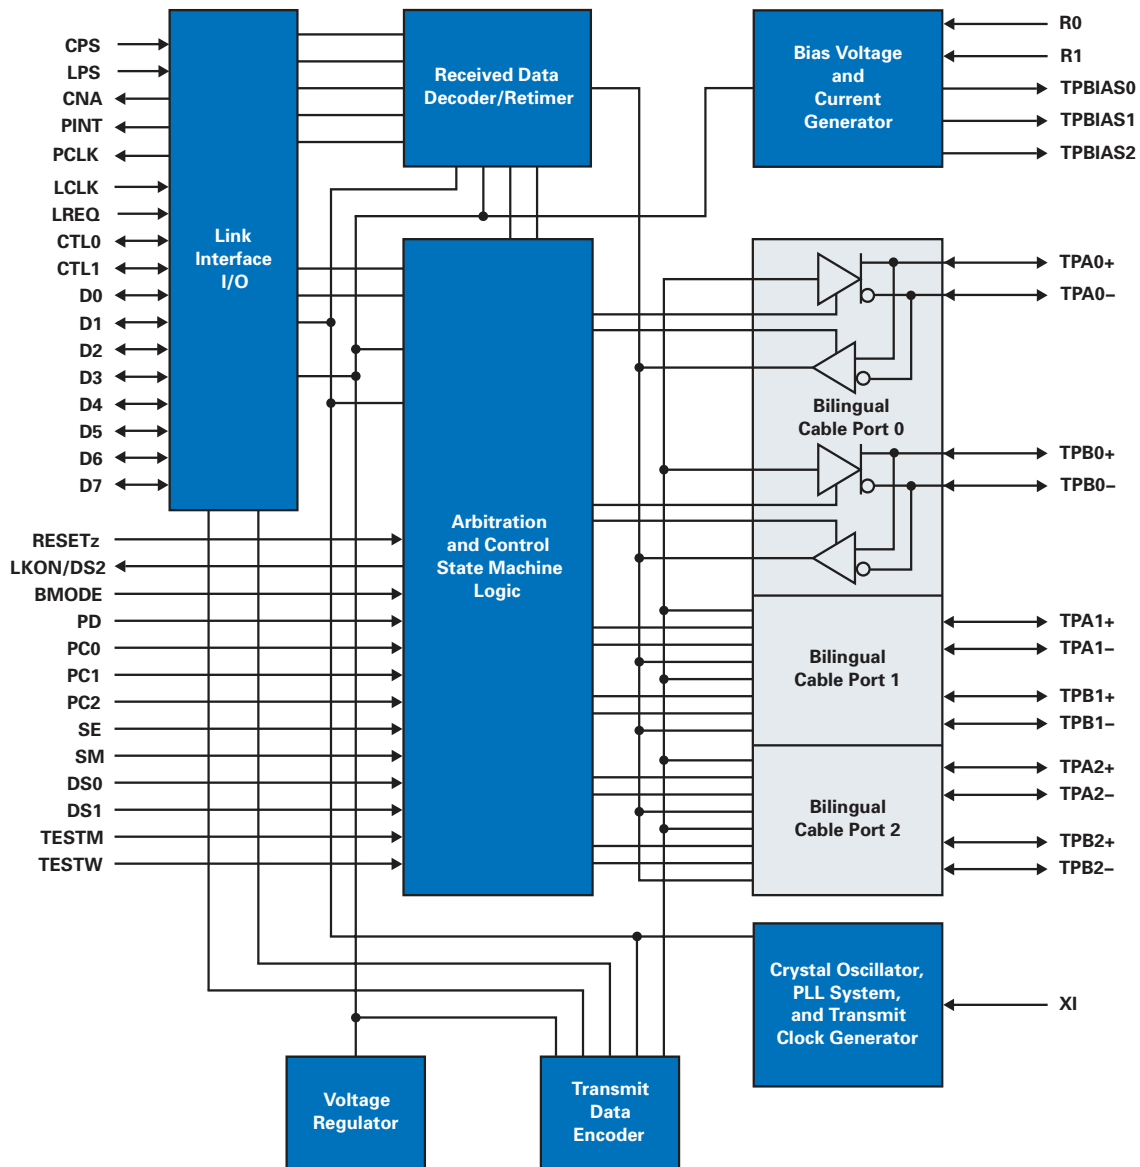 CPS
LPS
CNA
PINT
PCLK
LCLK
LREQ
CTL0
CTL1
D0
D1
D2
D3
D4
D5
D6
D7
RESETz
LKON/DS2
BMODE
PD
PC0
PC1
PC2
SE
SM
DS0
DS1
TESTM
TESTW
Link
Interface
I/O
Received Data
Decoder/Retimer
Arbitration
and Control
State Machine
Logic
Bias Voltage
and
Current
Generator
Bilingual
Cable Port 0
Bilingual
Cable Port 1
Bilingual
Cable Port 2
Crystal Oscillator,
PLL System,
and Transmit
Clock Generator
Voltage
Regulator
Transmit
Data
Encoder
R0
R1
TPBIAS0
TPBIAS1
TPBIAS2
TPA0+
TPA0−
TPB0+
TPB0−
TPA1+
TPA1−
TPB1+
TPB1−
TPA2+
TPA2−
TPB2+
TPB2−
XI